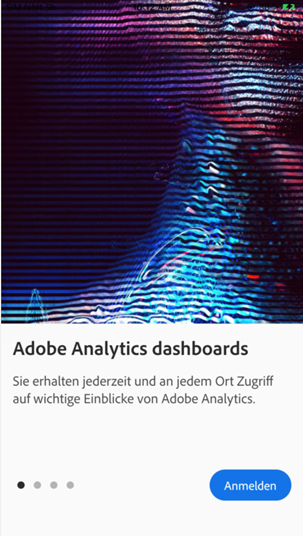 Adobe Analytics dashboards
Sie erhalten jederzeit und an jedem Ort Zugriff
auf wichtige Einblicke von Adobe Analytics.
Anmelden